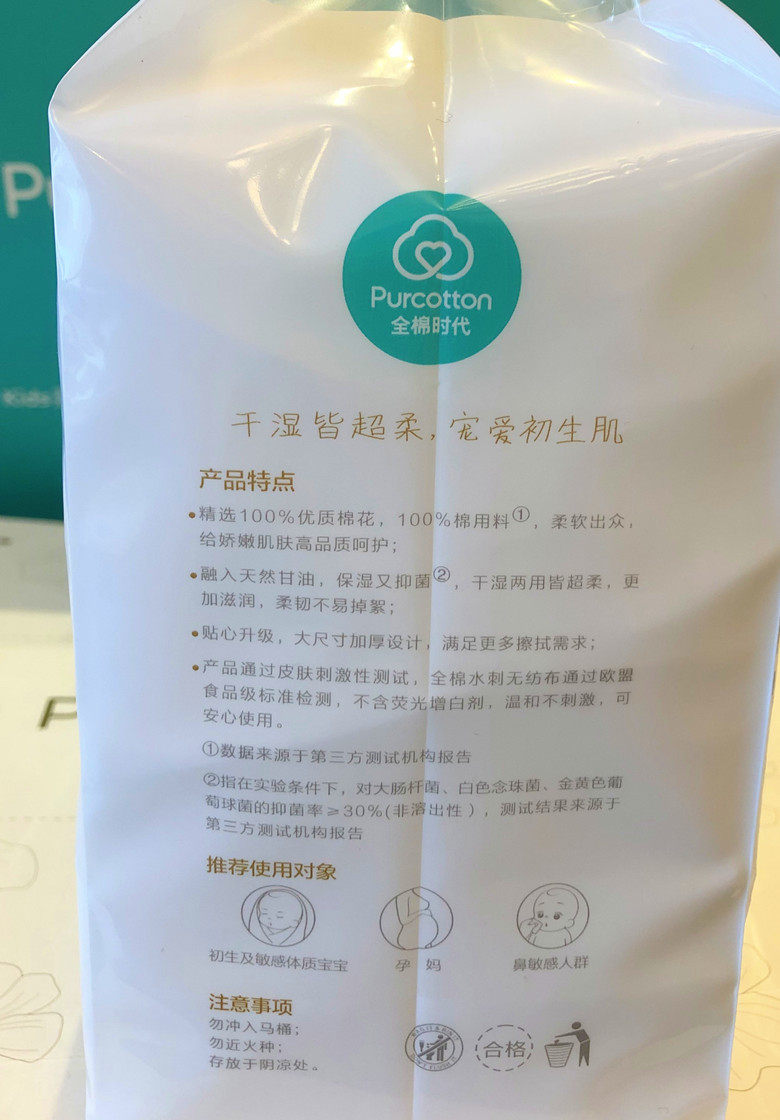 Purcotton
全棉时代
干湿皆超柔，宠爱初生肌
产品特点
•精选100%优质棉花，100%棉用料①，柔软出众，
给娇嫩肌肤高品质呵护；
•融入天然甘油，保湿又抑菌②，干湿两用皆超柔，更
加滋润，柔韧不易掉絮；
•贴心升级，大尺寸加厚设计，满足更多擦拭需求；
•产品通过皮肤刺激性测试，全棉水刺无纺布通过欧盟
食品级标准检测，不含荧光增白剂，温和不刺激，可
安心使用。
①数据来源于第三方测试机构报告
②指在实验条件下，对大肠杆菌、白色念珠菌、金黄色葡
萄球菌的抑菌率≥30%(非溶出性），测试结果来源于
第三方测试机构报告
推荐使用对象
初生及敏感体质宝宝
孕 妈
鼻敏感人群
注意事项
勿冲入马桶；
勿近火种；
存放于阴凉处。
合格